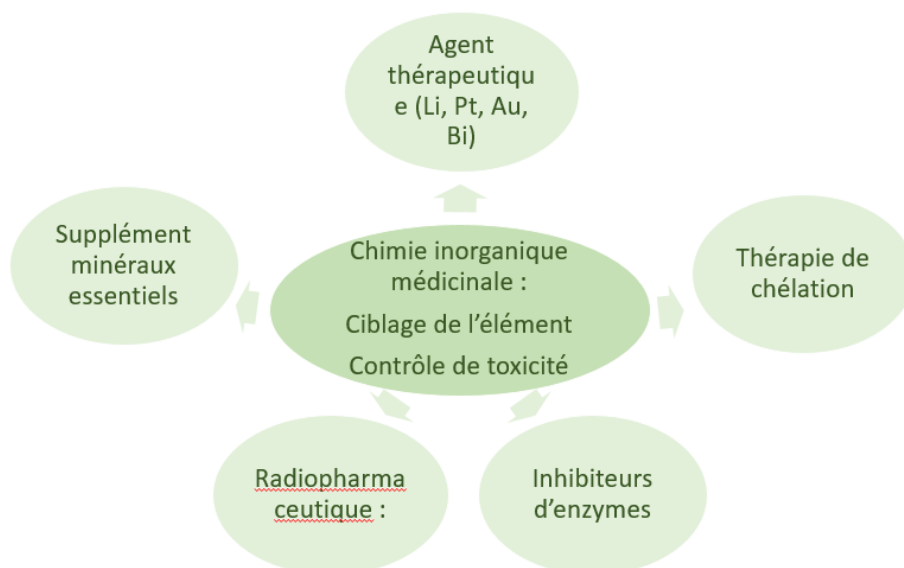 Agent
thérapeutiqu
e (Li, Pt, Au,
Bi)
Supplément
minéraux
essentiels
Chimie inorganique
médicinale :
Ciblage de l'élément
Contrôle de toxicité
Thérapie de
chélation
Radiopharma
ceutique :
Inhibiteurs
d'enzymes